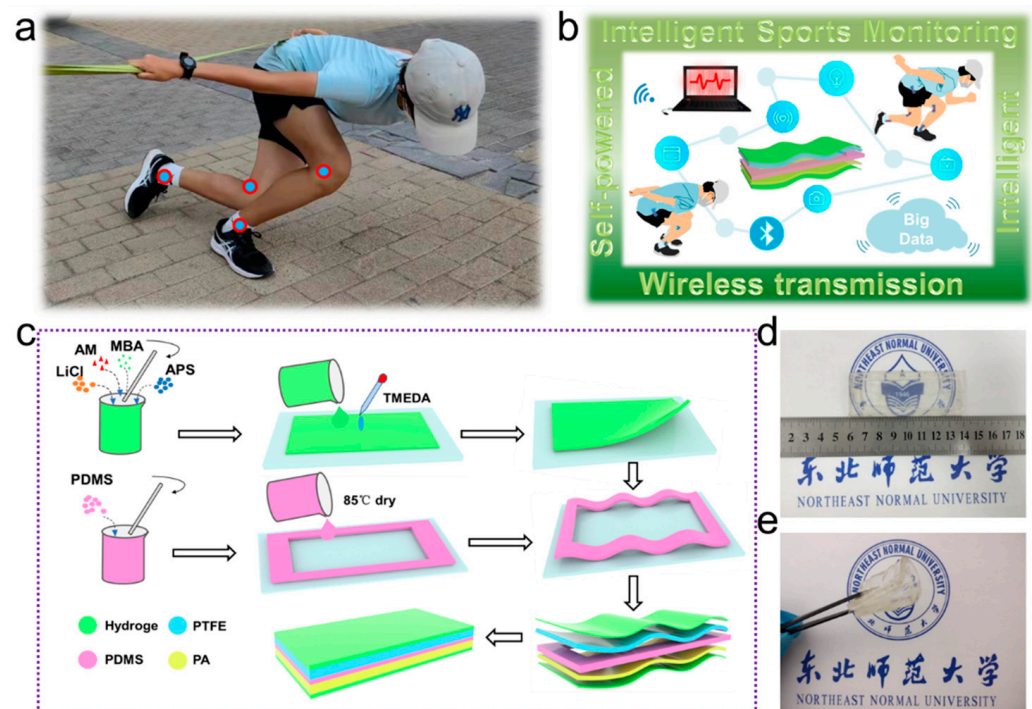 a
b
Intelligent Sports Monitoring
Self-powered
Intelligent
Big
Data
Wireless transmission
c
AM
MBA
LiCl
APS
TMEDA
PDMS
85℃ dry
Hydroge
PTFE
PDMS
PA
d
NORTHEAST NORMAL UNIVERSITY
1946
2 3 4 5 6 7 8 9 10 11 12 13 14 15 16 17 18
东北师范大学
NORTHEAST NORMAL UNIVERSITY
e
NORTHEAST NORMAL UNIVERSITY
东北师范大学
NORTHEAST NORMAL UNIVERSITY